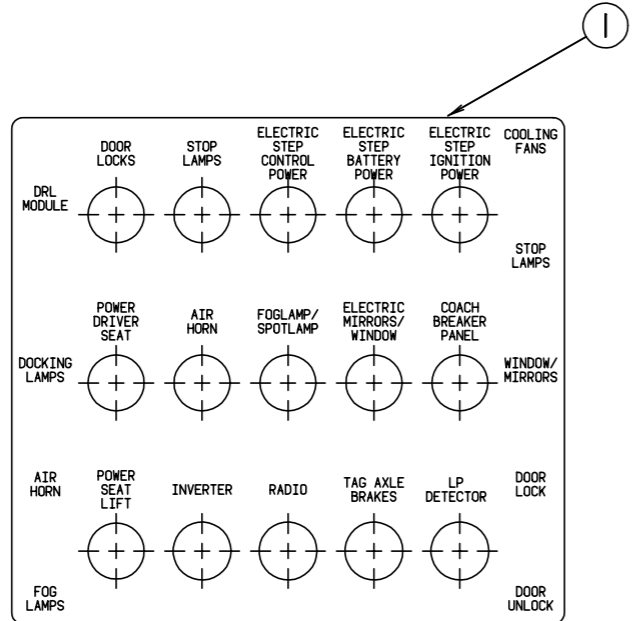 1
DOOR
LOCKS
STOP
LAMPS
ELECTRIC
STEP
CONTROL
POWER
ELECTRIC
STEP
BATTERY
POWER
ELECTRIC
STEP
IGNITION
POWER
COOLING
FANS
DRL
MODULE
STOP
LAMPS
POWER
DRIVER
SEAT
AIR
HORN
FOGLAMP/
SPOTLAMP
ELECTRIC
MIRRORS/
WINDOW
COACH
BREAKER
PANEL
DOCKING
LAMPS
WINDOW/
MIRRORS
AIR
HORN
POWER
SEAT
LIFT
INVERTER
RADIO
TAG AXLE
BRAKES
LP
DETECTOR
DOOR
LOCK
FOG
LAMPS
DOOR
UNLOCK